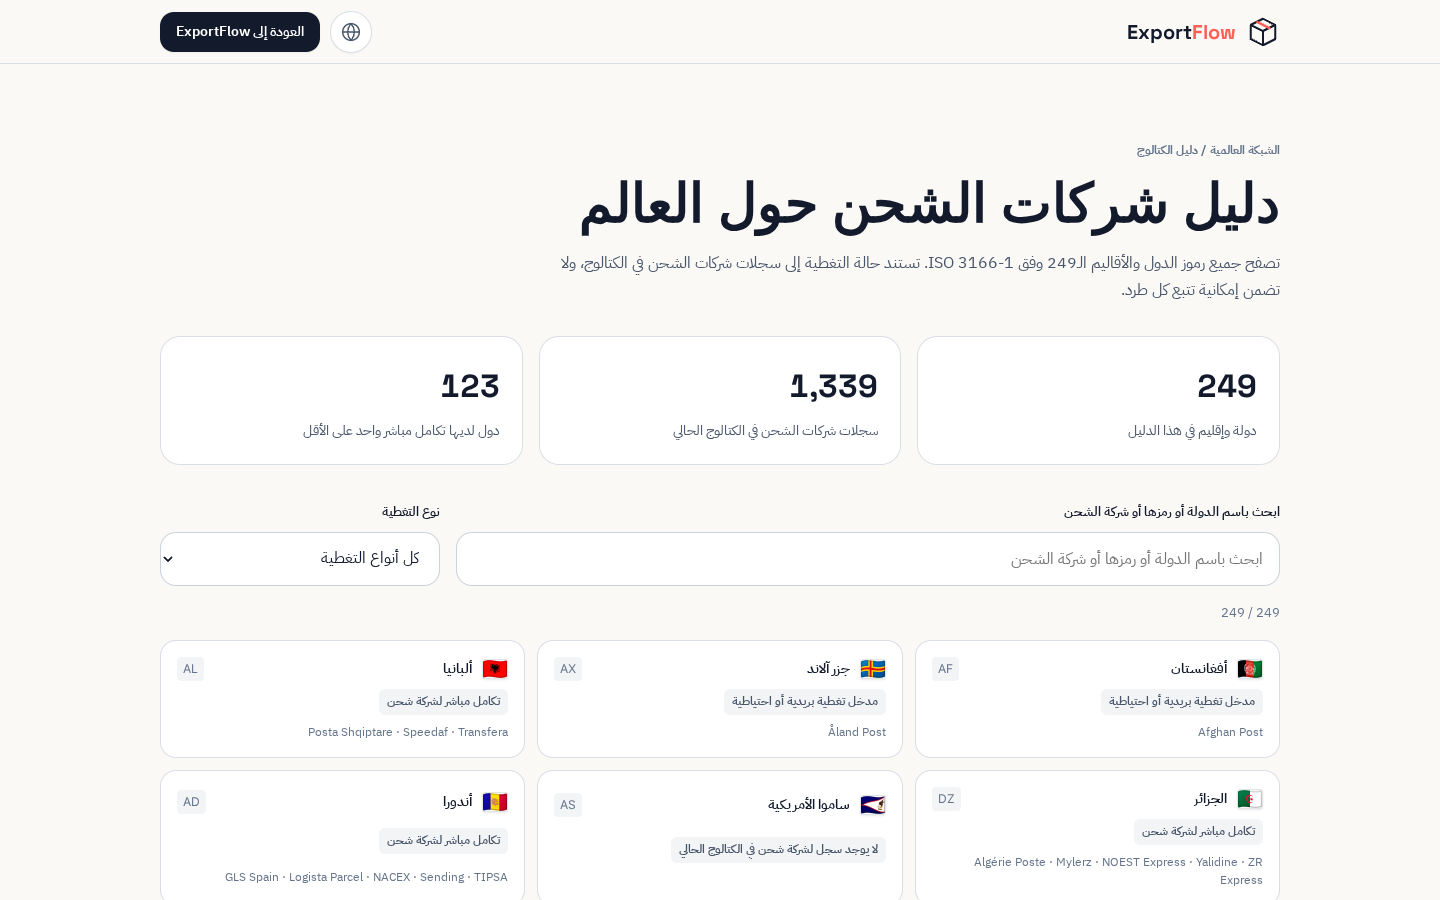 ExportFlow
العودة إلى ExportFlow
الشبكة العالمية / دليل الكتالوج
دليل شركات الشحن حول العالم
تصفح جميع رموز الدول والأقاليم الـ249 وفق ISO 3166-1. تستند حالة التغطية إلى سجلات شركات الشحن في الكتالوج، ولا
تضمن إمكانية تتبع كل طرد.
249
دولة وإقليم في هذا الدليل
1,339
سجلات شركات الشحن في الكتالوج الحالي
123
دول لديها تكامل مباشر واحد على الأقل
ابحث باسم الدولة أو رمزها أو شركة الشحن
ابحث باسم الدولة أو رمزها أو شركة الشحن
نوع التغطية
كل أنواع التغطية
249 / 249
أفغانستان
AF
مدخل تغطية بريدية أو احتياطية
Afghan Post
جزر آلاند
AX
مدخل تغطية بريدية أو احتياطية
Åland Post
ألبانيا
AL
تكامل مباشر لشركة شحن
Posta Shqiptare · Speedaf · Transfera
الجزائر
DZ
تكامل مباشر لشركة شحن
Algérie Poste · Mylerz · NOEST Express · Yalidine · ZR
Express
ساموا الأمريكية
AS
لا يوجد سجل لشركة شحن في الكتالوج الحالي
أندورا
AD
تكامل مباشر لشركة شحن
GLS Spain · Logista Parcel · NACEX · Sending · TIPSA